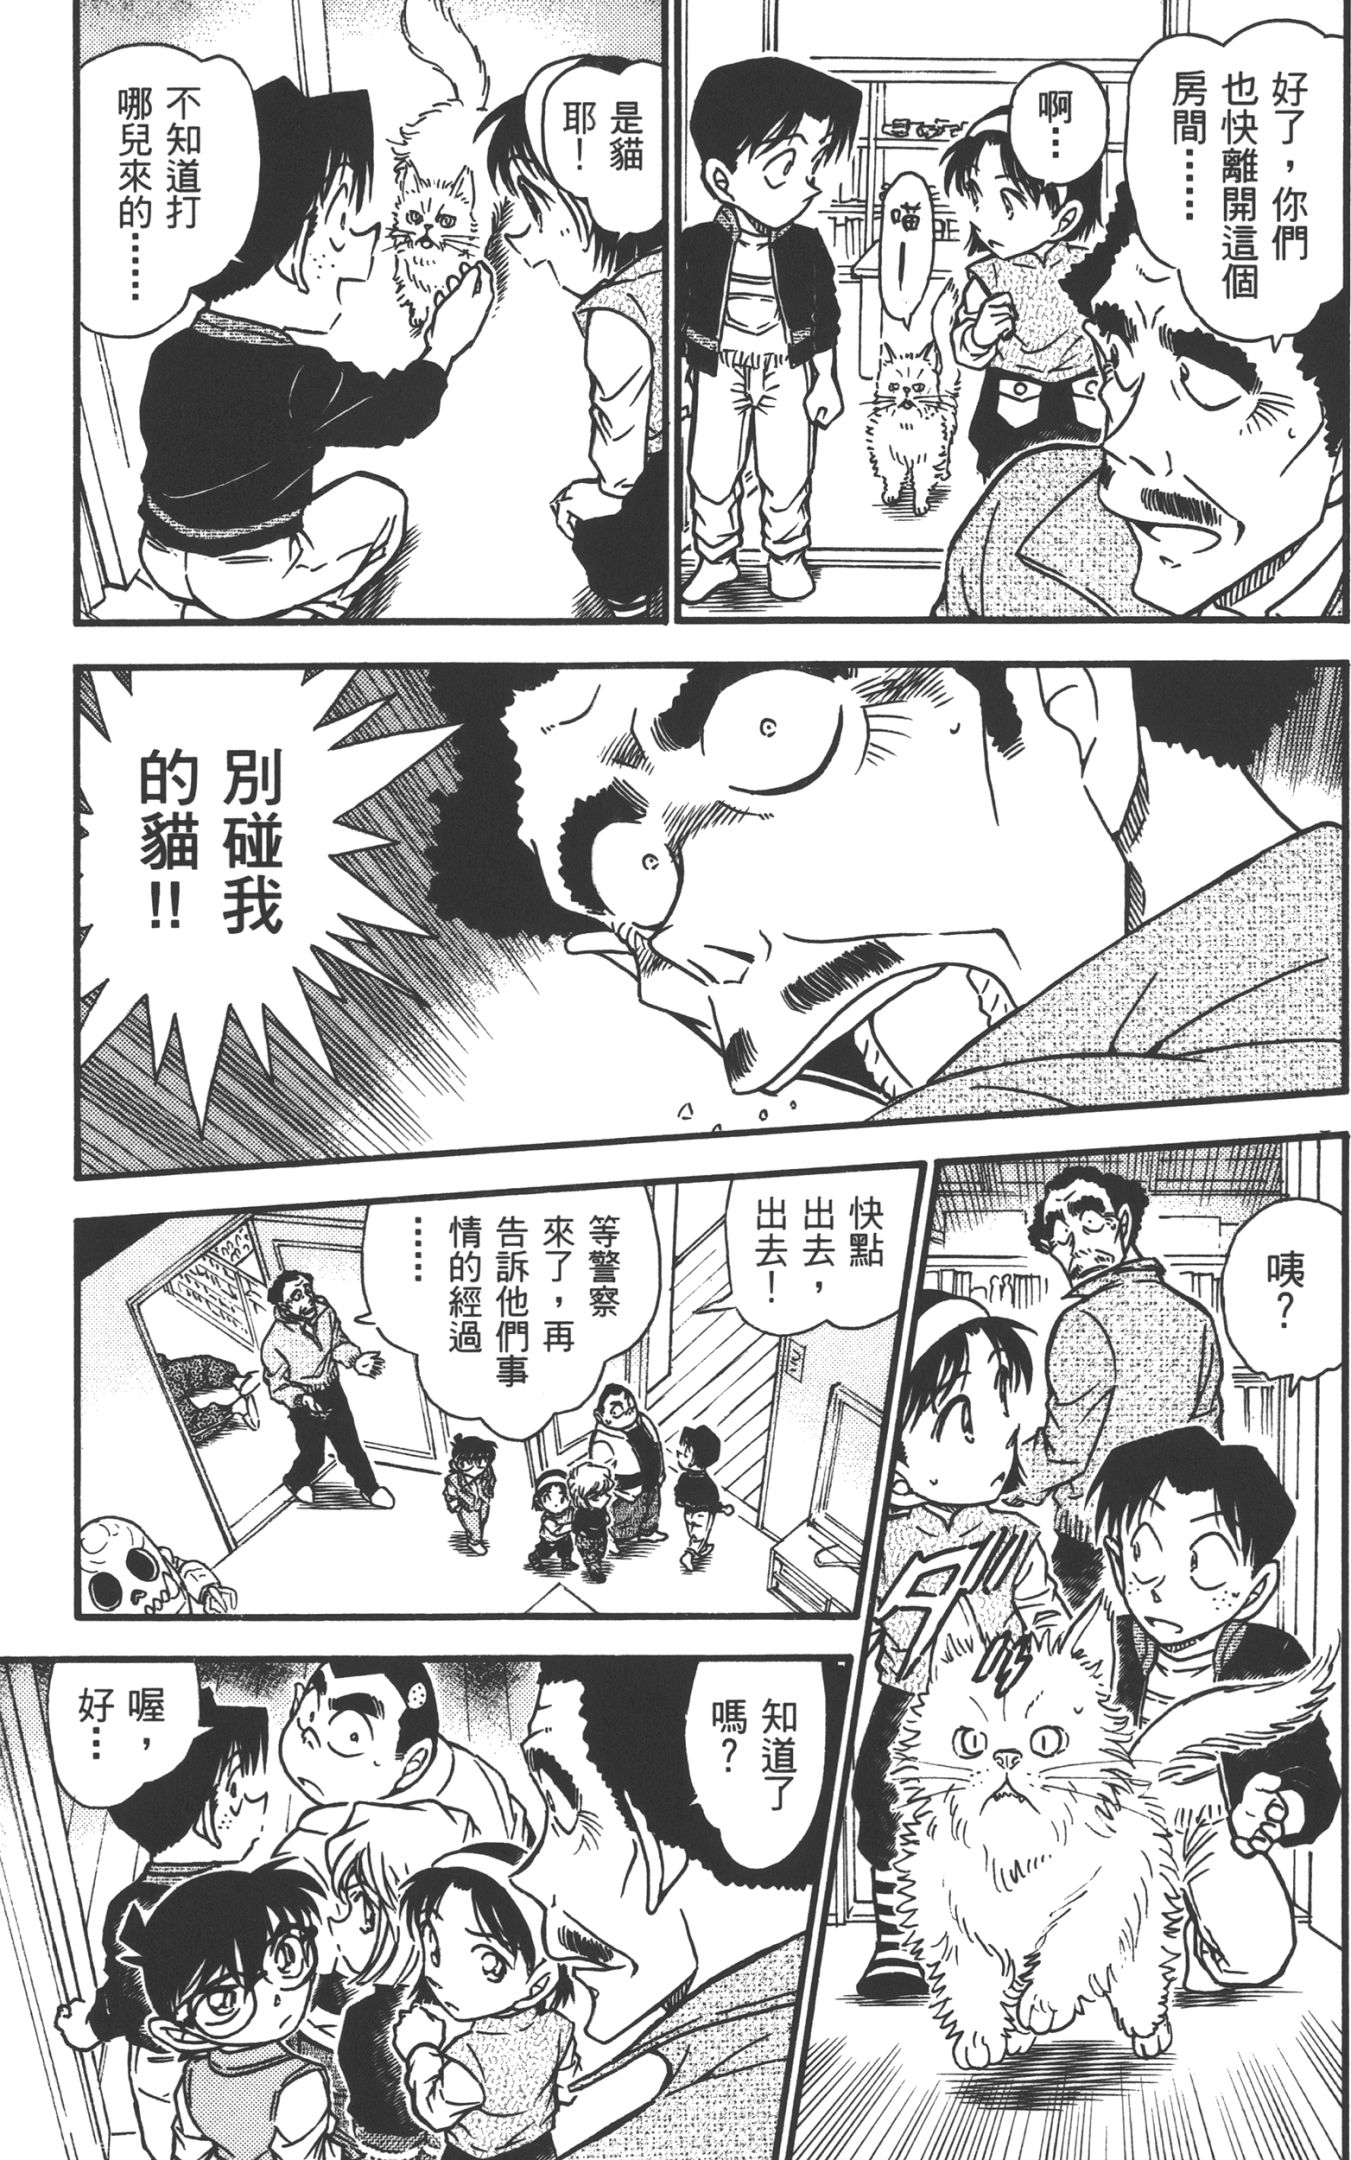 好了，你們
也快離開這個
房間……
啊…
喵—
是貓
耶！
不知道打
哪兒來的……
別碰我
的貓!!
咦？
ダッ
快點
出去，
出去！
等警察
來了，再
告訴他們事
情的經過
……
知道了
嗎？
喔，
好…